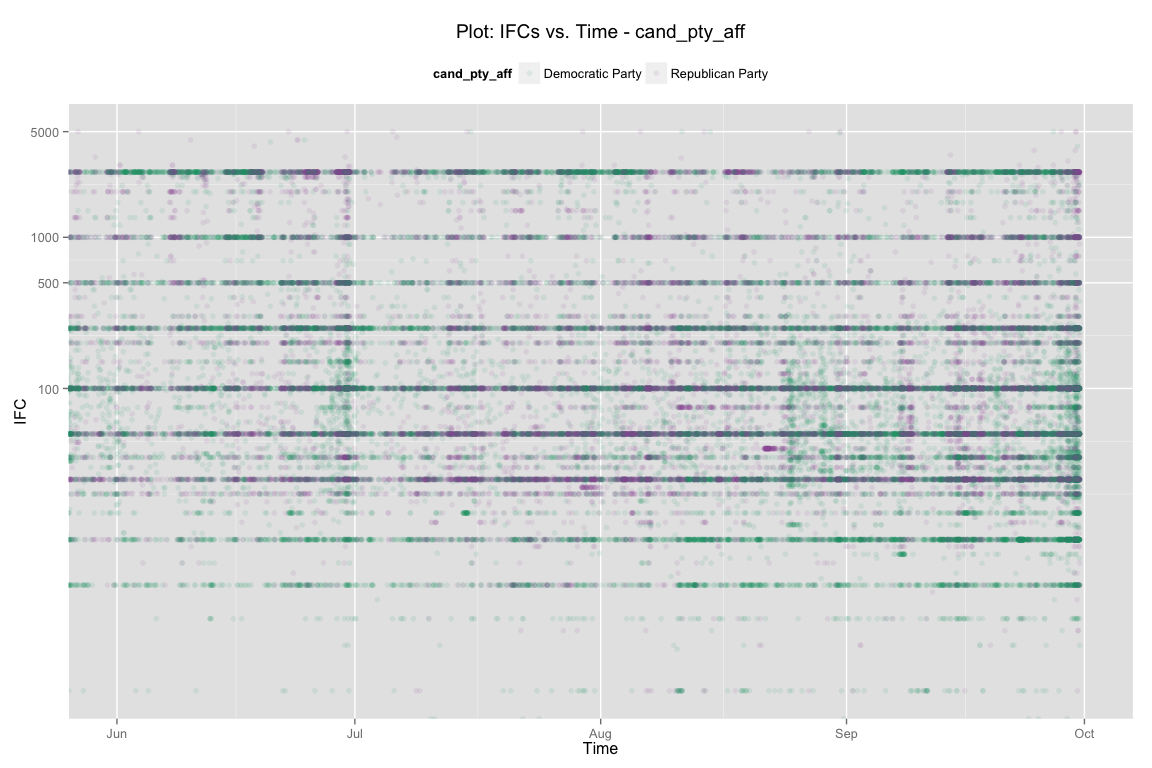 Plot: IFCs vs. Time - cand_pty_aff
cand_pty_aff Democratic Party Republican Party
5000
1000
500
100
IFC
Jun Jul Aug Sep Oct
Time